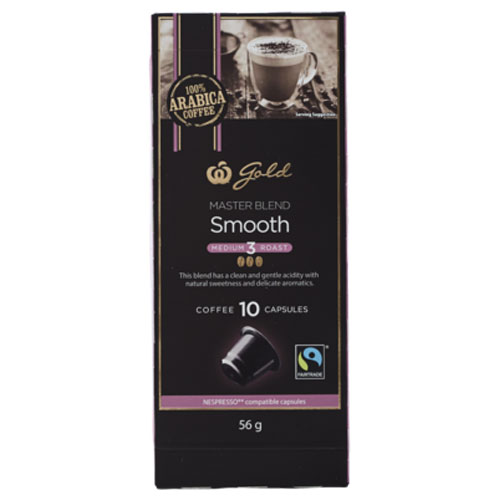 100%
ARABICA
COFFEE
Serving Suggestion
gold
MASTER BLEND
Smooth
MEDIUM 3 ROAST
This blend has a clean and gentle acidity with
natural sweetness and delicate aromatics.
COFFEE 10 CAPSULES
FAIRTRADE
NESPRESSO®* compatible capsules
56 g